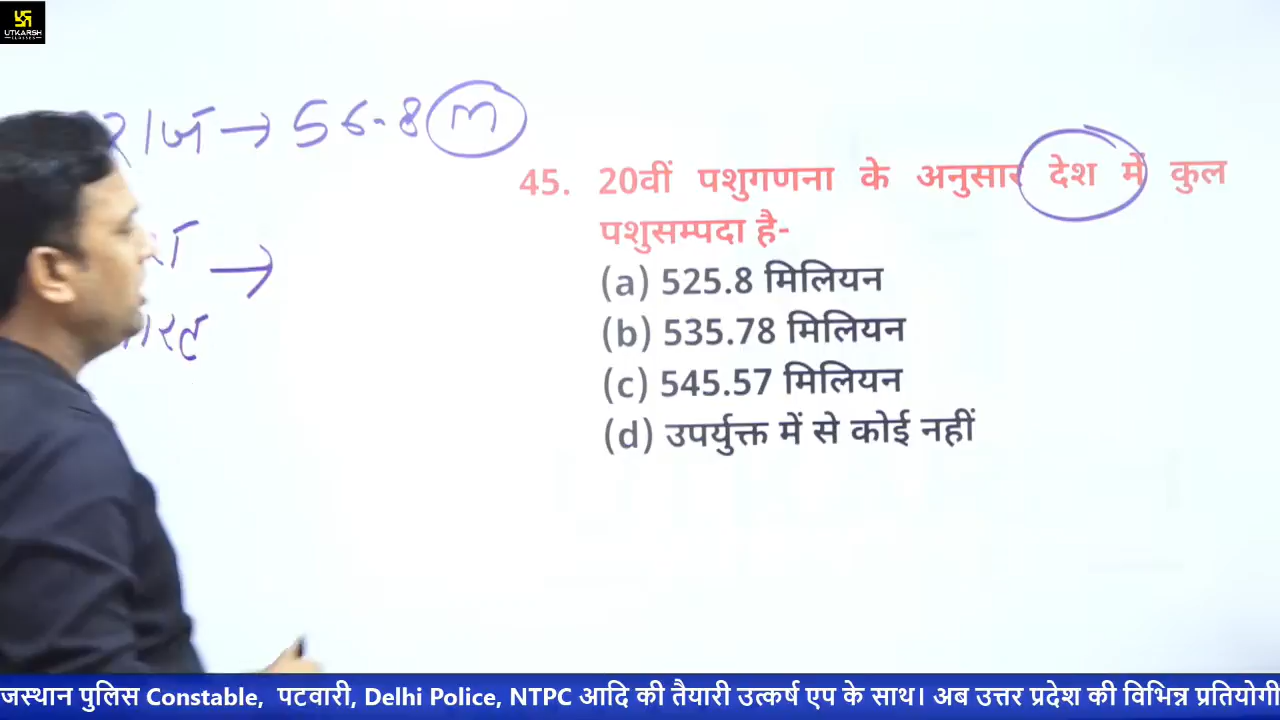 UTKARSH
CLASSES
राज → 56.8 m
→
45. 20वीं पशुगणना के अनुसार देश में कुल
पशुसम्पदा है-
(a) 525.8 मिलियन
(b) 535.78 मिलियन
(c) 545.57 मिलियन
(d) उपर्युक्त में से कोई नहीं
जस्थान पुलिस Constable, पटवारी, Delhi Police, NTPC आदि की तैयारी उत्कर्ष एप के साथ। अब उत्तर प्रदेश की विभिन्न प्रतियोगी